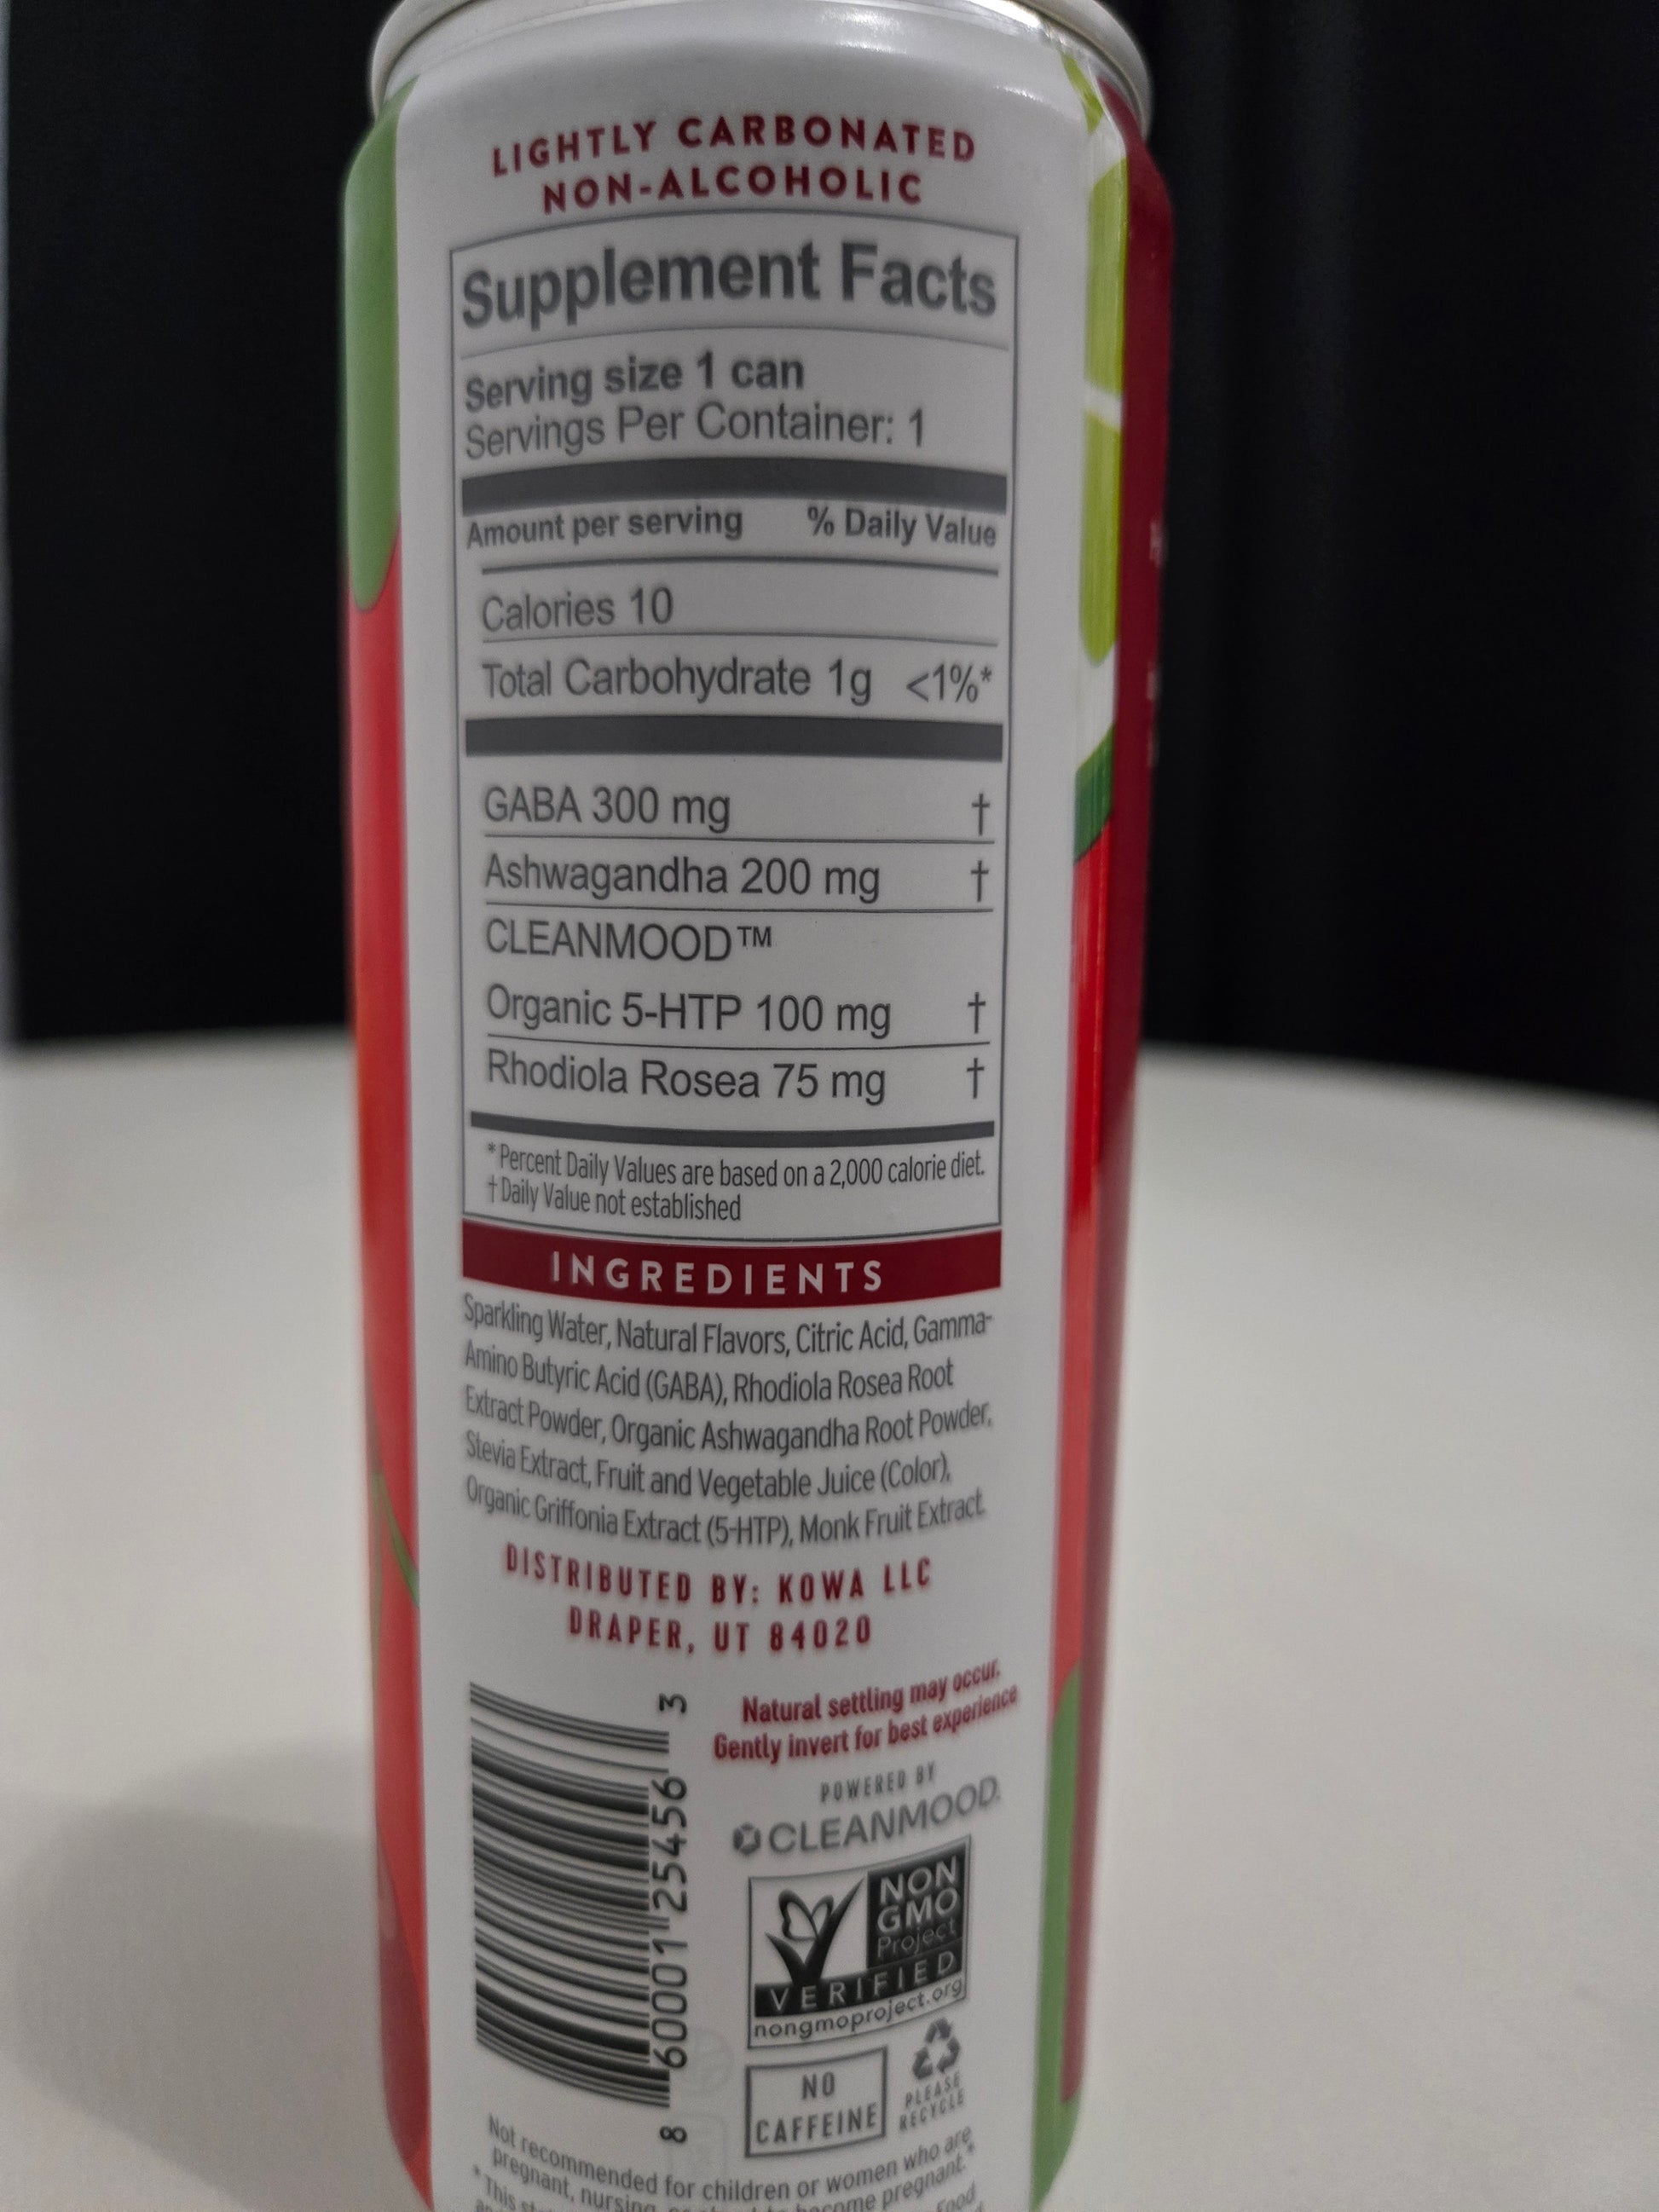 LIGHTLY CARBONATED
NON-ALCOHOLIC
Supplement Facts
Serving size 1 can
Servings Per Container: 1
Amount per serving % Daily Value
Calories 10
Total Carbohydrate 1g <1%*
GABA 300 mg †
Ashwagandha 200 mg †
CLEANMOOD™
Organic 5-HTP 100 mg †
Rhodiola Rosea 75 mg †
*Percent Daily Values are based on a 2,000 calorie diet.
† Daily Value not established
INGREDIENTS
Sparkling Water, Natural Flavors, Citric Acid, Gamma-
Amino Butyric Acid (GABA), Rhodiola Rosea Root
Extract Powder, Organic Ashwagandha Root Powder,
Stevia Extract, Fruit and Vegetable Juice (Color),
Organic Griffonia Extract (5-HTP), Monk Fruit Extract.
DISTRIBUTED BY: KOWA LLC
DRAPER, UT 84020
8 60001 25456 3
Natural settling may occur.
Gently invert for best experience
POWERED BY
CLEANMOOD.
NON
GMO
Project
VERIFIED
nongmoproject.org
NO
CAFFEINE
PLEASE
RECYCLE
Not recommended for children or women who are
pregnant, nursing, become pregnant.*
* This Food